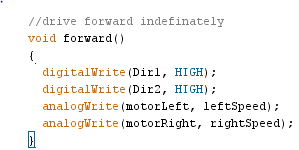 //drive forward indefinately
void forward()
{
digitalWrite(Dir1, HIGH);
digitalWrite(Dir2, HIGH);
analogWrite(motorLeft, leftSpeed);
analogWrite(motorRight, rightSpeed);
}